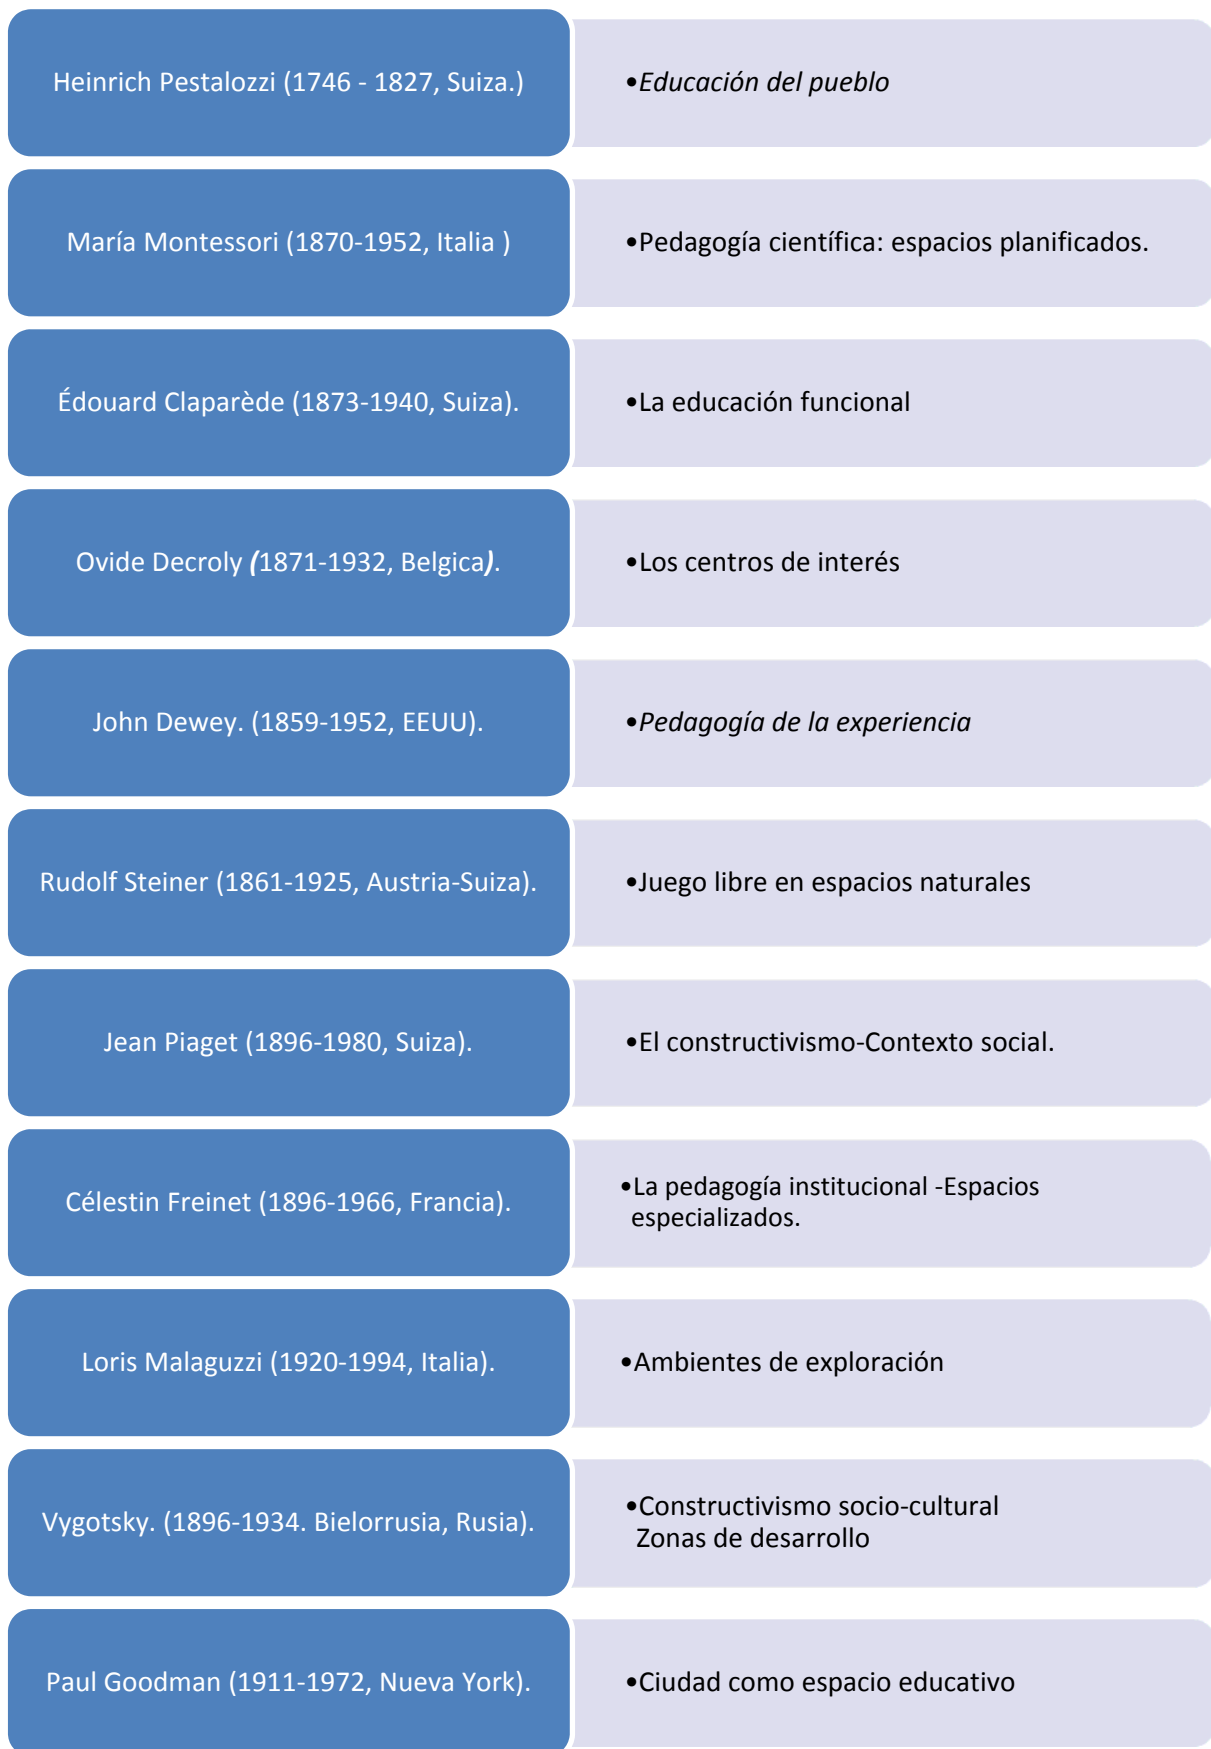 Heinrich Pestalozzi (1746 - 1827, Suiza.)
•Educación del pueblo
María Montessori (1870-1952, Italia )
•Pedagogía científica: espacios planificados.
Édouard Claparède (1873-1940, Suiza).
•La educación funcional
Ovide Decroly (1871-1932, Belgica).
•Los centros de interés
John Dewey. (1859-1952, EEUU).
•Pedagogía de la experiencia
Rudolf Steiner (1861-1925, Austria-Suiza).
•Juego libre en espacios naturales
Jean Piaget (1896-1980, Suiza).
•El constructivismo-Contexto social.
Célestin Freinet (1896-1966, Francia).
•La pedagogía institucional -Espacios
especializados.
Loris Malaguzzi (1920-1994, Italia).
•Ambientes de exploración
Vygotsky. (1896-1934. Bielorrusia, Rusia).
•Constructivismo socio-cultural
Zonas de desarrollo
Paul Goodman (1911-1972, Nueva York).
•Ciudad como espacio educativo